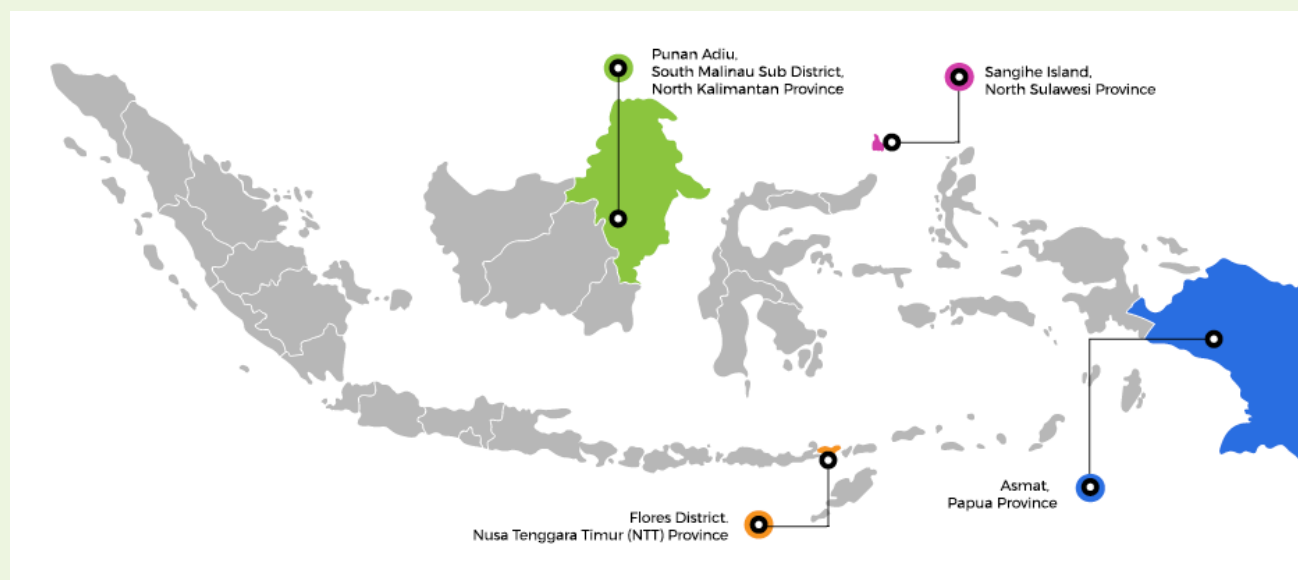 Punan Adiu,
South Malinau Sub District,
North Kalimantan Province
Sangihe Island,
North Sulawesi Province
Asmat,
Papua Province
Flores District.
Nusa Tenggara Timur (NTT) Province